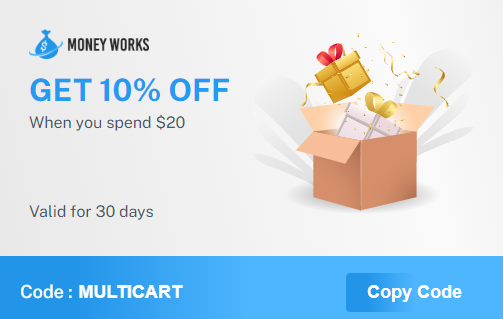 MONEY WORKS
GET 10% OFF
When you spend $20
Valid for 30 days
Code : MULTICART
Copy Code